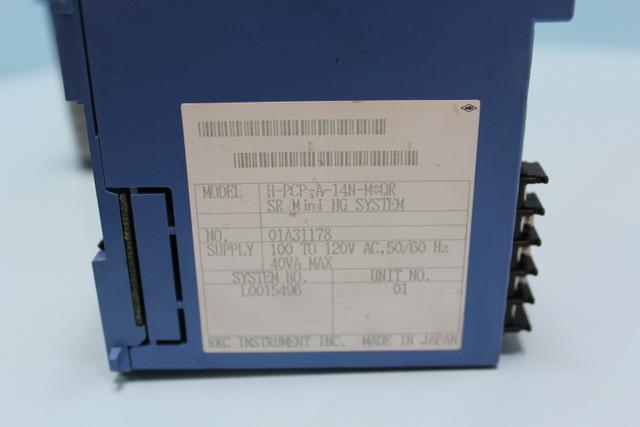 MODEL H-PCP-A-14N-M*QR
SR Mini HG SYSTEM
NO. 01A31178
SUPPLY 100 TO 120V AC,50/60 Hz
40VA MAX
SYSTEM NO. UNIT NO.
L0015496 01
RKC INSTRUMENT INC. MADE IN JAPAN